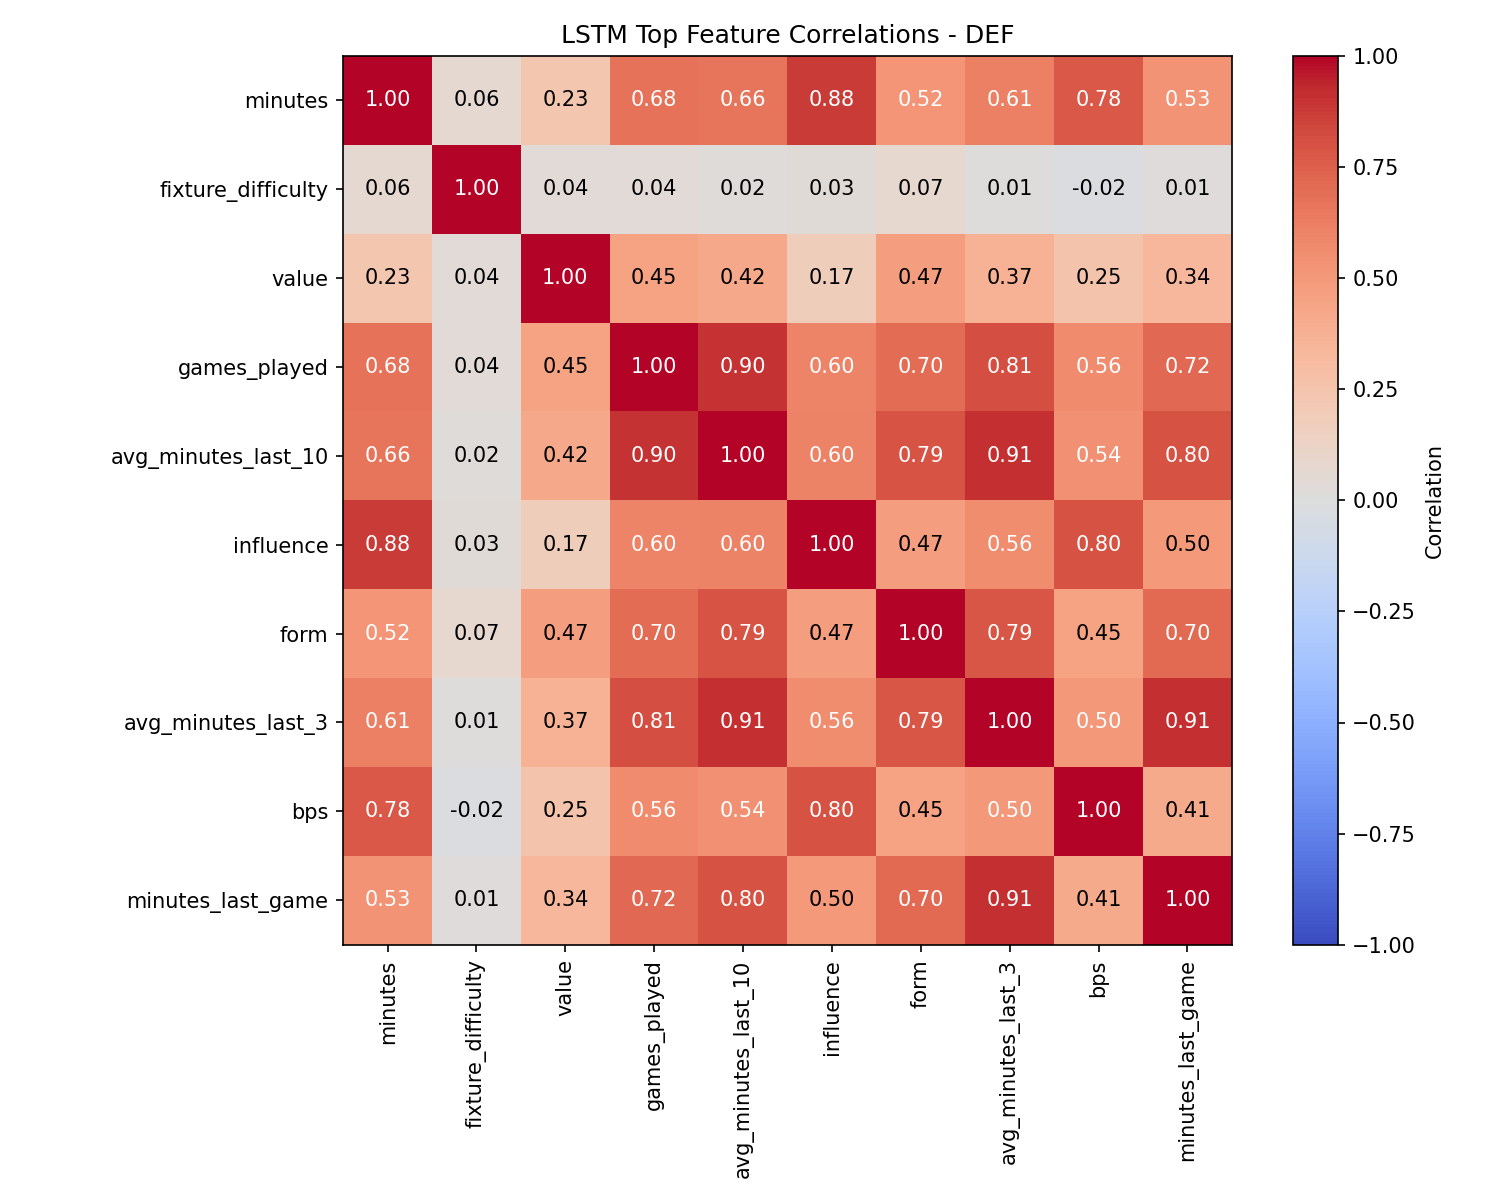 LSTM Top Feature Correlations - DEF
minutes 1.00 0.06 0.23 0.68 0.66 0.88 0.52 0.61 0.78 0.53
fixture_difficulty 0.06 1.00 0.04 0.04 0.02 0.03 0.07 0.01 -0.02 0.01
value 0.23 0.04 1.00 0.45 0.42 0.17 0.47 0.37 0.25 0.34
games_played 0.68 0.04 0.45 1.00 0.90 0.60 0.70 0.81 0.56 0.72
avg_minutes_last_10 0.66 0.02 0.42 0.90 1.00 0.60 0.79 0.91 0.54 0.80
influence 0.88 0.03 0.17 0.60 0.60 1.00 0.47 0.56 0.80 0.50
form 0.52 0.07 0.47 0.70 0.79 0.47 1.00 0.79 0.45 0.70
avg_minutes_last_3 0.61 0.01 0.37 0.81 0.91 0.56 0.79 1.00 0.50 0.91
bps 0.78 -0.02 0.25 0.56 0.54 0.80 0.45 0.50 1.00 0.41
minutes_last_game 0.53 0.01 0.34 0.72 0.80 0.50 0.70 0.91 0.41 1.00
minutes
fixture_difficulty
value
games_played
avg_minutes_last_10
influence
form
avg_minutes_last_3
bps
minutes_last_game
1.00
0.75
0.50
0.25
0.00
−0.25
−0.50
−0.75
−1.00
Correlation